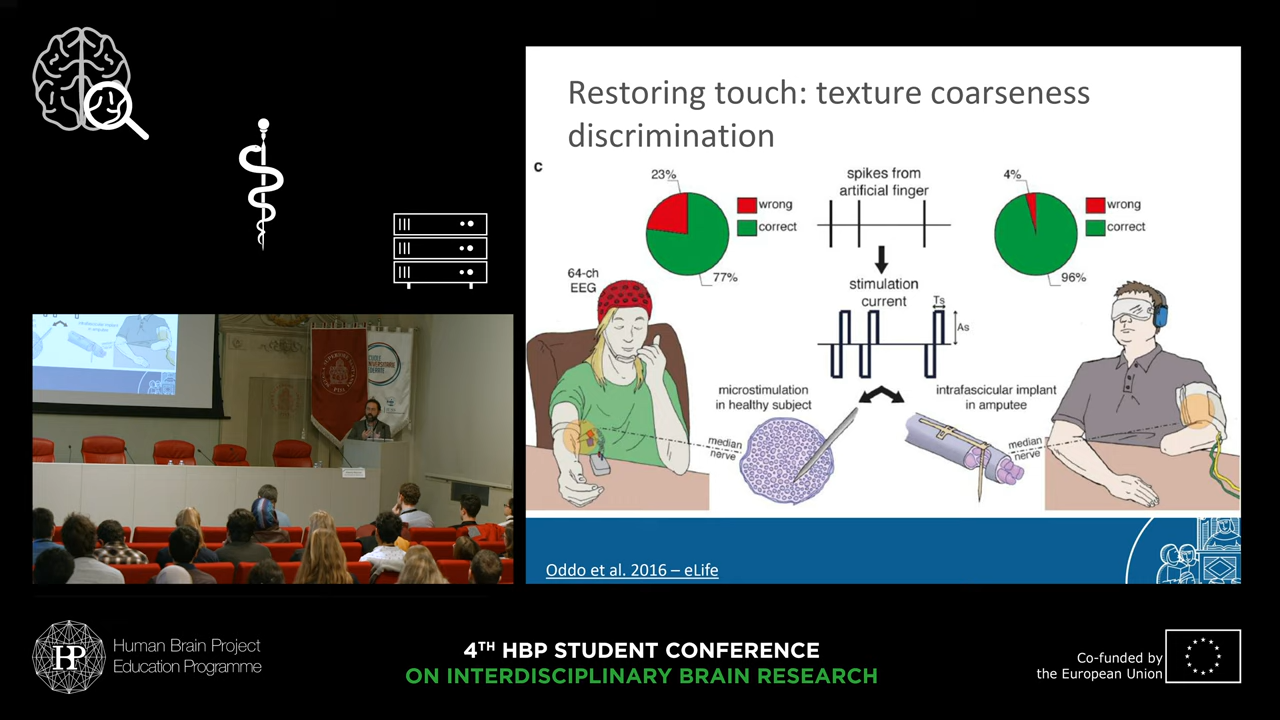 Restoring touch: texture coarseness
discrimination
c
23%
wrong
correct
77%
spikes from
artificial finger
4%
wrong
correct
96%
64-ch
EEG
stimulation
current
Ts
As
microstimulation
in healthy subject
intrafascicular implant
in amputee
median
nerve
median
nerve
Oddo et al. 2016 – eLife
HP
Human Brain Project
Education Programme
4TH HBP STUDENT CONFERENCE
ON INTERDISCIPLINARY BRAIN RESEARCH
Co-funded by
the European Union